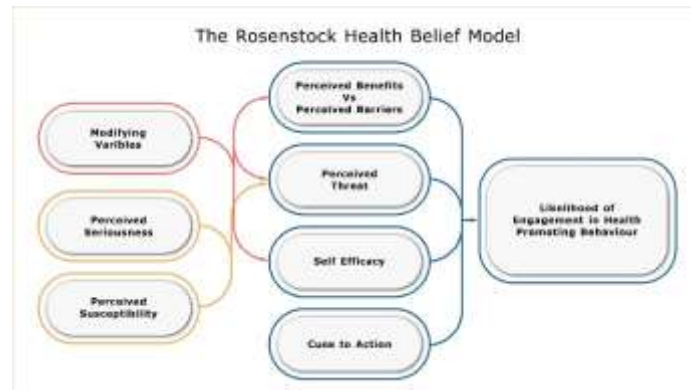 The Rosenstock Health Belief Model
Perceived Benefits
Vs
Perceived Barriers
Modifying
Varibles
Perceived
Threat
Perceived
Seriousness
Self Efficacy
Perceived
Susceptibility
Cues to Action
Likelihood of
Engagement in Health
Promoting Behaviour